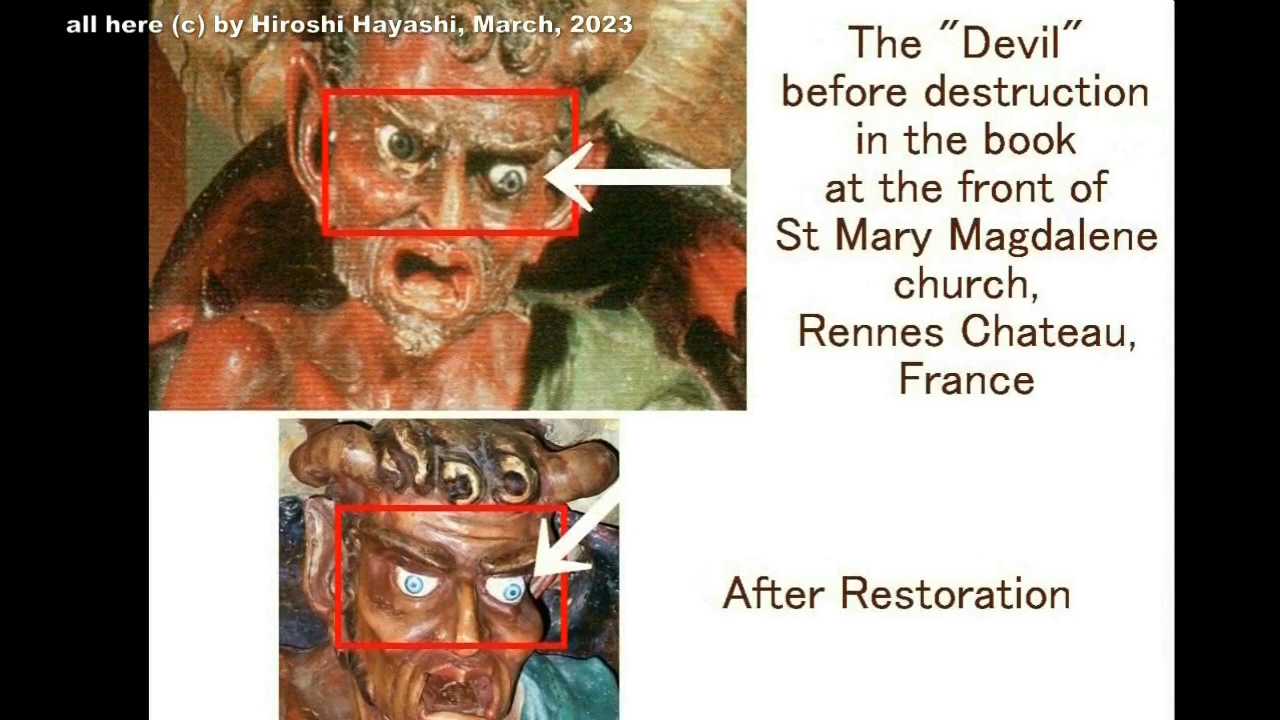 all here (c) by Hiroshi Hayashi, March, 2023
The "Devil"
before destruction
in the book
at the front of
St Mary Magdalene
church,
Rennes Chateau,
France
After Restoration